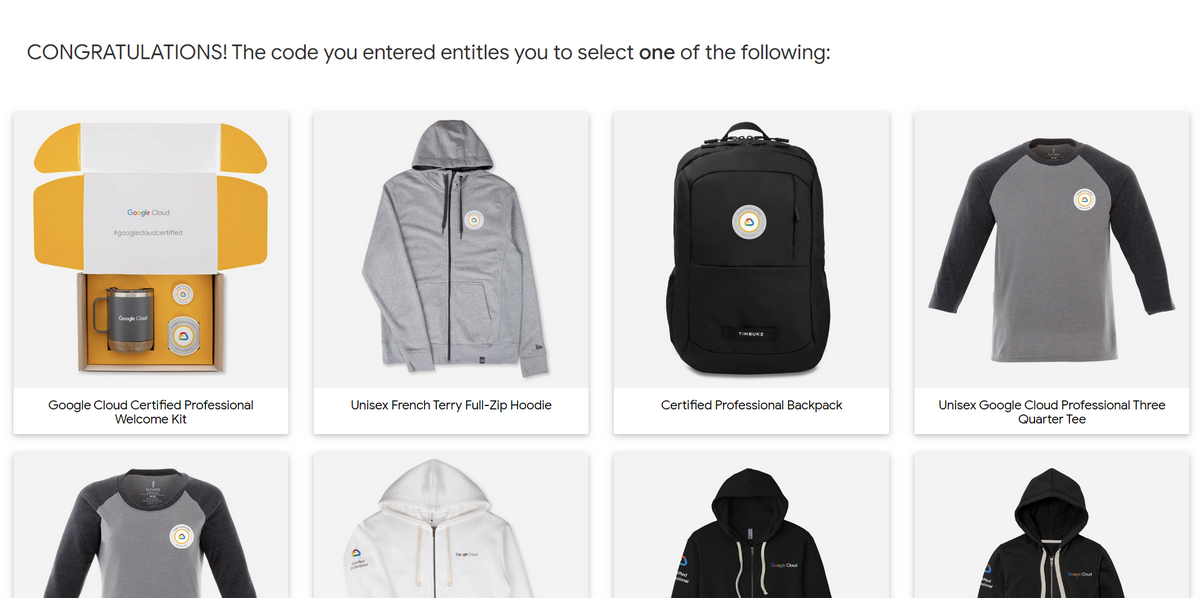 CONGRATULATIONS! The code you entered entitles you to select one of the following:
Google Cloud
#googlecloudcertified
Google Cloud
TIMBUK2
Google Cloud Certified Professional
Welcome Kit
Unisex French Terry Full-Zip Hoodie
Certified Professional Backpack
Unisex Google Cloud Professional Three
Quarter Tee
Google Cloud
Certified
Professional
Google Cloud
Google Cloud